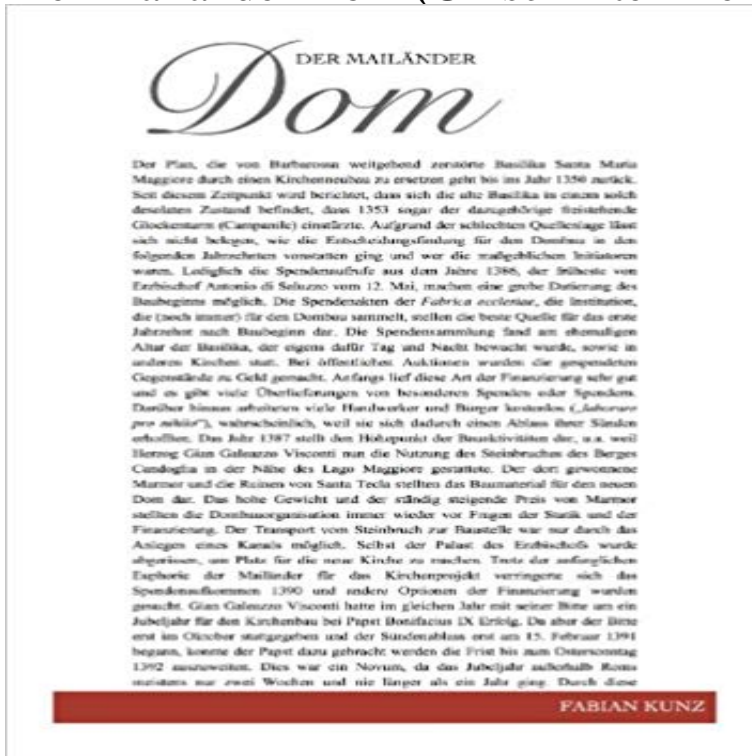 DER MAILÄNDER
Dom
Der Plan, die von Barbarossa weitgehend zerstörte Basilika Santa Maria
Maggiore durch einen Kirchenneubau zu ersetzen geht bis ins Jahr 1350 zurück.
Seit diesem Zeitpunkt wird berichtet, dass sich die alte Basilika in einem solch
desolaten Zustand befindet, dass 1353 sogar der dazugehörige freistehende
Glockenturm (Campanile) einstürzte. Aufgrund der schlechten Quellenlage lässt
sich nicht belegen, wie die Entscheidungsfindung für den Dombau in den
folgenden Jahrzehnten vonstatten ging und wer die maßgeblichen Initiatoren
waren. Lediglich die Spendenaufrufe aus dem Jahre 1386, der früheste von
Erzbischof Antonio di Saluzzo vom 12. Mai, machen eine grobe Datierung des
Baubeginns möglich. Die Spendenakten der Fabrica ecclesiae, die Institution,
die (noch immer) für den Dombau sammelt, stellen die beste Quelle für das erste
Jahrzehnt nach Baubeginn dar. Die Spendensammlung fand am ehemaligen
Altar der Basilika, der eigens dafür Tag und Nacht bewacht wurde, sowie in
anderen Kirchen statt. Bei öffentlichen Auktionen wurden die gespendeten
Gegenstände zu Geld gemacht. Anfangs lief diese Art der Finanzierung sehr gut
und es gibt viele Überlieferungen von besonderen Spenden oder Spendern.
Darüber hinaus arbeiteten viele Handwerker und Bürger kostenlos („laborare
pro nihilo“), wahrscheinlich, weil sie sich dadurch einen Ablass ihrer Sünden
erhofften. Das Jahr 1387 stellt den Höhepunkt der Bauaktivitäten dar, u.a. weil
Herzog Gian Galeazzo Visconti nun die Nutzung des Steinbruches des Berges
Candoglia in der Nähe des Lago Maggiore gestattete. Der dort gewonnene
Marmor und die Ruinen von Santa Tecla stellten das Baumaterial für den neuen
Dom dar. Das hohe Gewicht und der ständig steigende Preis von Marmor
stellten die Dombauorganisation immer wieder vor Fragen der Statik und der
Finanzierung. Der Transport vom Steinbruch zur Baustelle war nur durch das
Anlegen eines Kanals möglich. Selbst der Palast des Erzbischofs wurde
abgerissen, um Platz für die neue Kirche zu machen. Trotz der anfänglichen
Euphorie der Mailänder für das Kirchenprojekt verringerte sich das
Spendenaufkommen 1390 und andere Optionen der Finanzierung wurden
gesucht. Gian Galeazzo Visconti hatte im gleichen Jahr mit seiner Bitte um ein
Jubeljahr für den Kirchenbau bei Papst Bonifacius IX Erfolg. Da aber der Bitte
erst im Oktober stattgegeben und der Sündenablass erst am 15. Februar 1391
begann, konnte der Papst dazu gebracht werden die Frist bis zum Ostersonntag
1392 auszuweiten. Dies war ein Novum, da das Jubeljahr außerhalb Roms
meistens nur zwei Wochen und nie länger als ein Jahr ging. Durch diese
FABIAN KUNZ